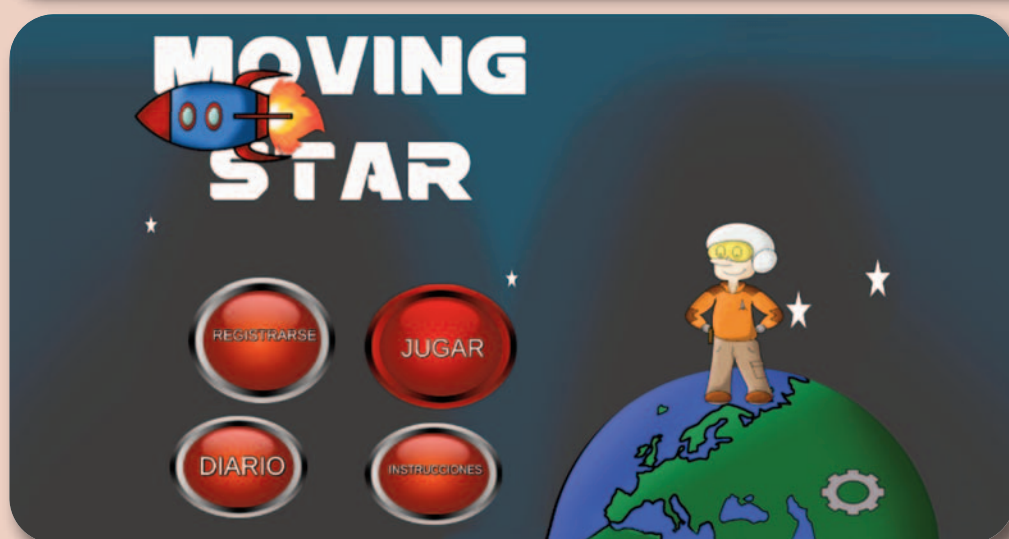 MOVING
STAR
REGISTRARSE
JUGAR
DIARIO
INSTRUCCIONES